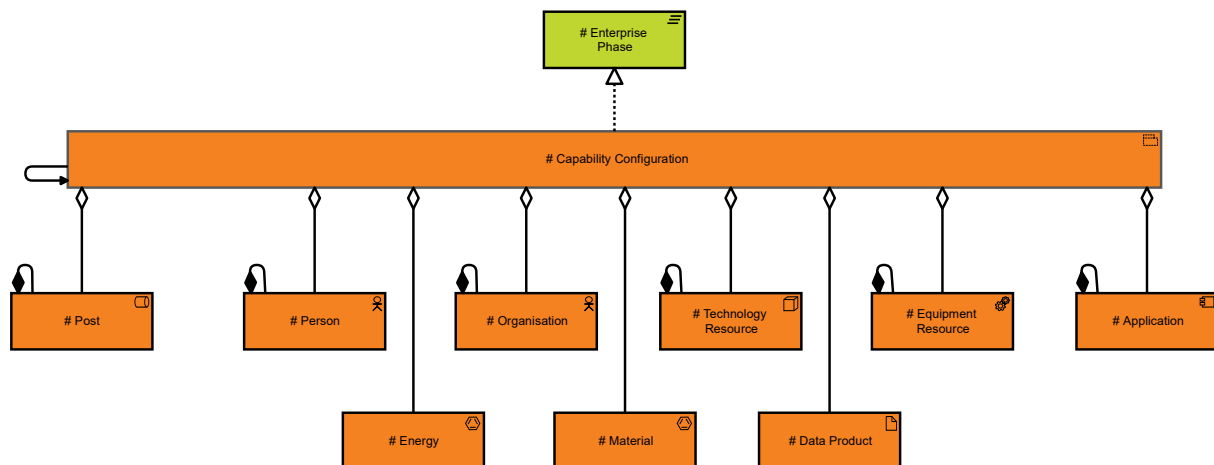 # Enterprise
Phase
# Capability Configuration
# Post
# Person
# Organisation
# Technology
Resource
# Equipment
Resource
# Application
# Energy
# Material
# Data Product